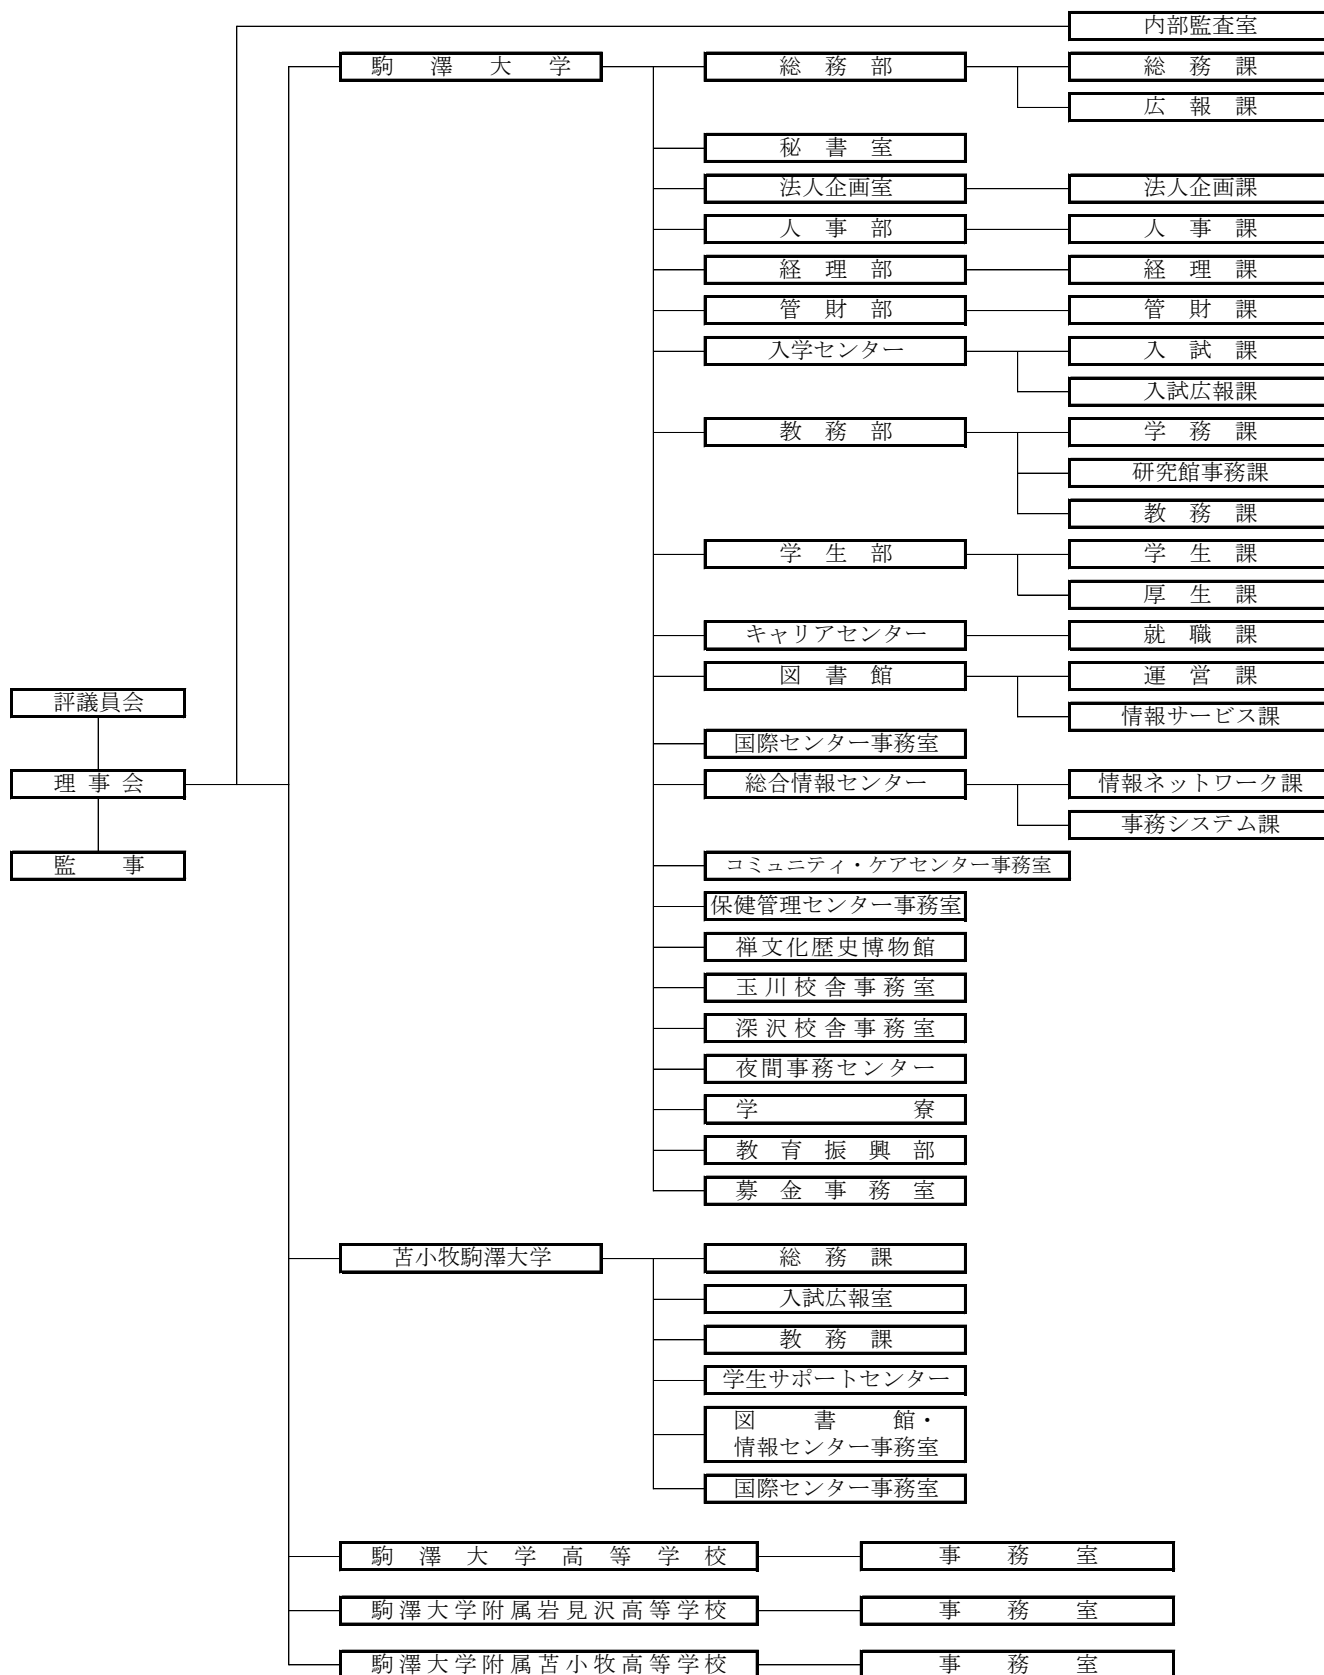 内部監査室
駒澤大学 総務部 総務課
広報課
秘書室
法人企画室 法人企画課
人事部 人事課
経理部 経理課
管財部 管財課
入学センター 入試課
入試広報課
教務部 学務課
研究館事務課
教務課
学生部 学生課
厚生課
キャリアセンター 就職課
図書館 運営課
評議員会
情報サービス課
国際センター事務室
理事会 総合情報センター 情報ネットワーク課
事務システム課
監事 コミュニティ・ケアセンター事務室
保健管理センター事務室
禅文化歴史博物館
玉川校舎事務室
深沢校舎事務室
夜間事務センター
学寮
教育振興部
募金事務室
苫小牧駒澤大学 総務課
入試広報室
教務課
学生サポートセンター
図書館・
情報センター事務室
国際センター事務室
駒澤大学高等学校 事務室
駒澤大学附属岩見沢高等学校 事務室
駒澤大学附属苫小牧高等学校 事務室